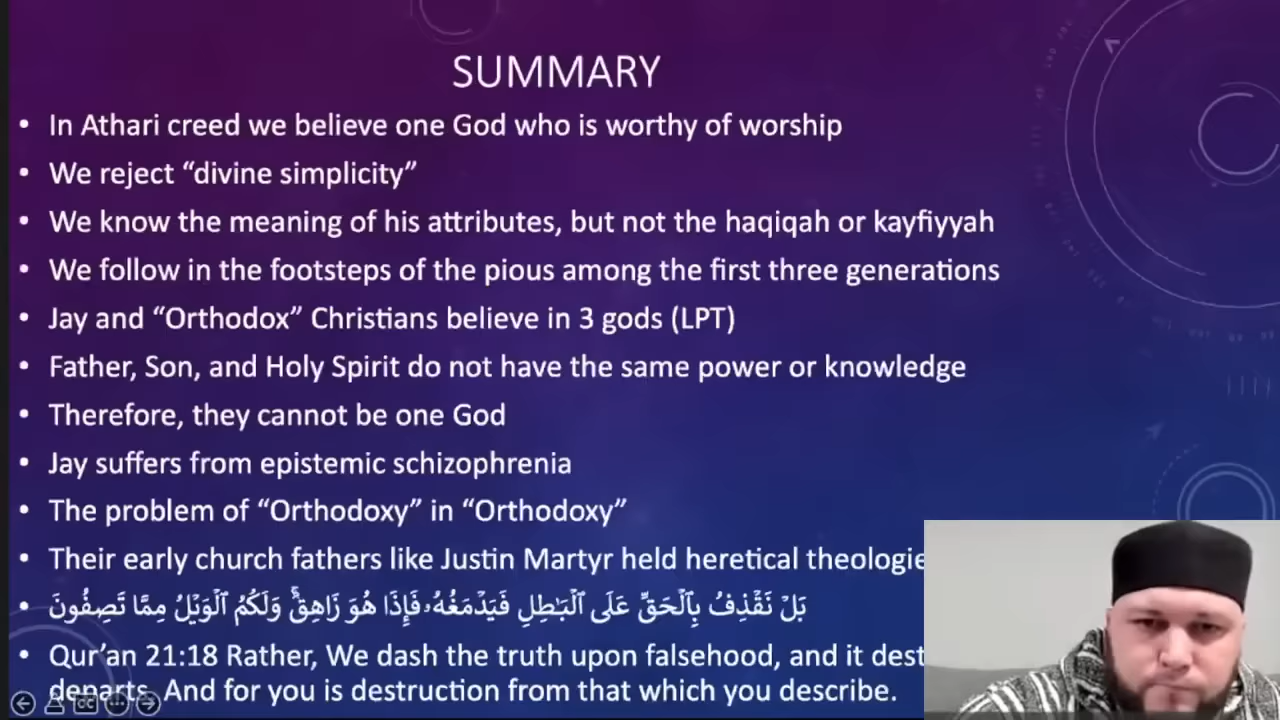 SUMMARY
• In Athari creed we believe one God who is worthy of worship
• We reject “divine simplicity”
• We know the meaning of his attributes, but not the haqiqah or kayfiyyah
• We follow in the footsteps of the pious among the first three generations
• Jay and “Orthodox” Christians believe in 3 gods (LPT)
• Father, Son, and Holy Spirit do not have the same power or knowledge
• Therefore, they cannot be one God
• Jay suffers from epistemic schizophrenia
• The problem of “Orthodoxy” in “Orthodoxy”
• Their early church fathers like Justin Martyr held heretical theologie
• بَلْ نَقْذِفُ بِٱلْحَقِّ عَلَى ٱلْبَـٰطِلِ فَيَدْمَغُهُۥ فَإِذَا هُوَ زَاهِقٌۚ وَلَكُمُ ٱلْوَيْلُ مِمَّا تَصِفُونَ
• Qur’an 21:18 Rather, We dash the truth upon falsehood, and it dest
departs. And for you is destruction from that which you describe.